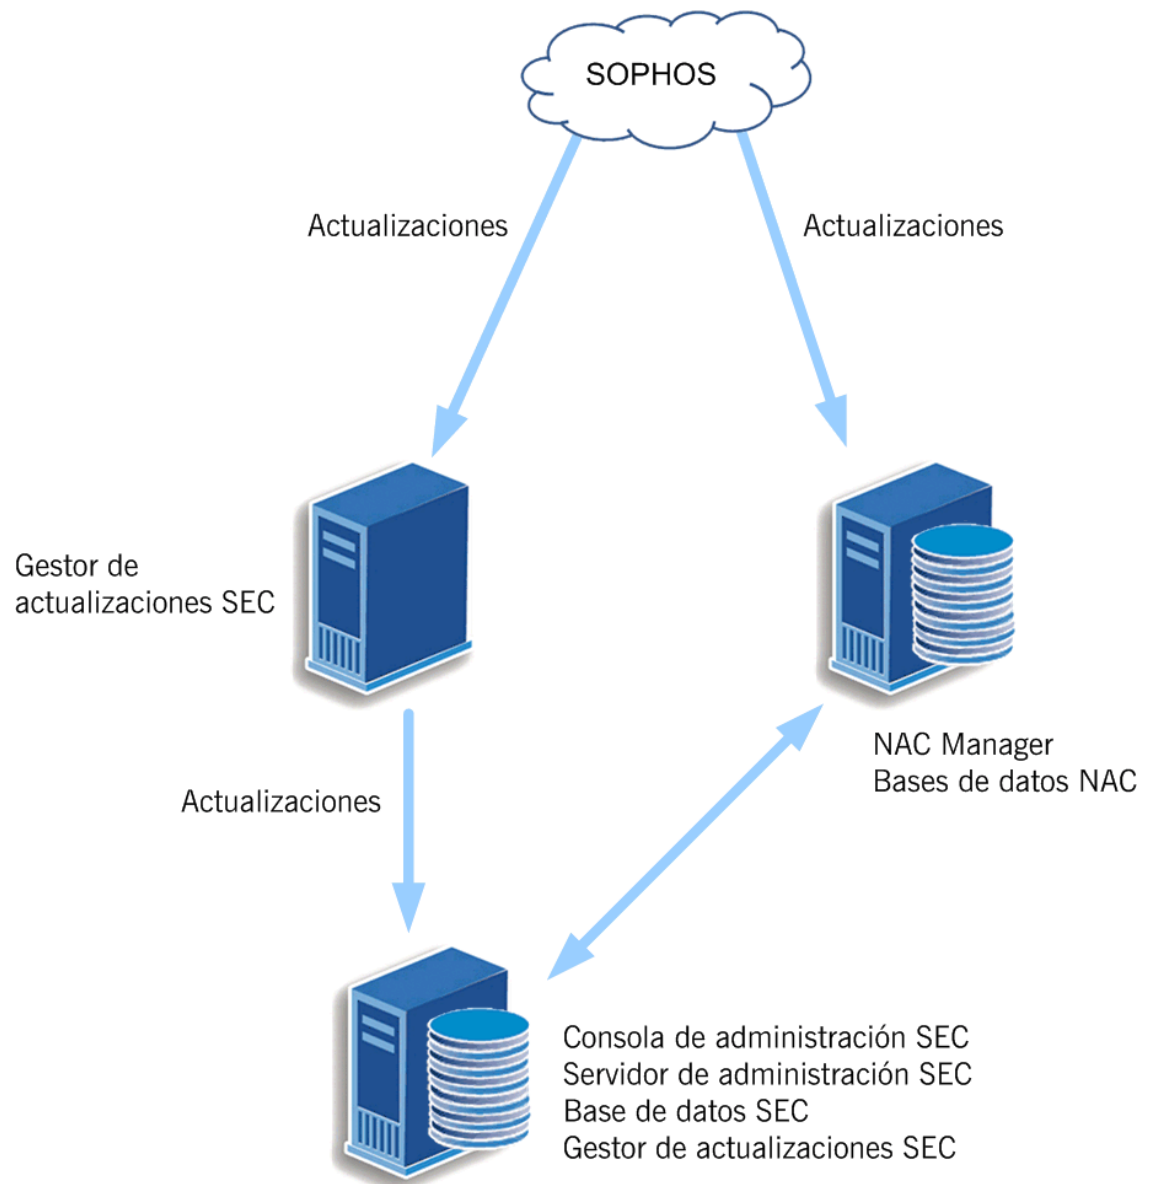 SOPHOS
Actualizaciones
Actualizaciones
Gestor de
actualizaciones SEC
NAC Manager
Bases de datos NAC
Actualizaciones
Consola de administración SEC
Servidor de administración SEC
Base de datos SEC
Gestor de actualizaciones SEC